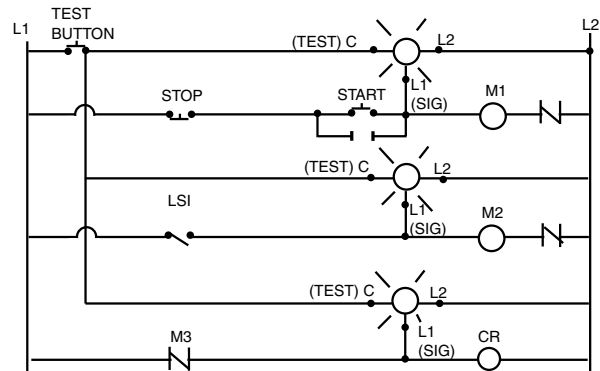 TEST
BUTTON
L1
L2
(TEST) C
L2
L1
(SIG)
STOP
START
M1
(TEST) C
L2
LSI
L1
(SIG)
M2
(TEST) C
L2
M3
L1
(SIG)
CR